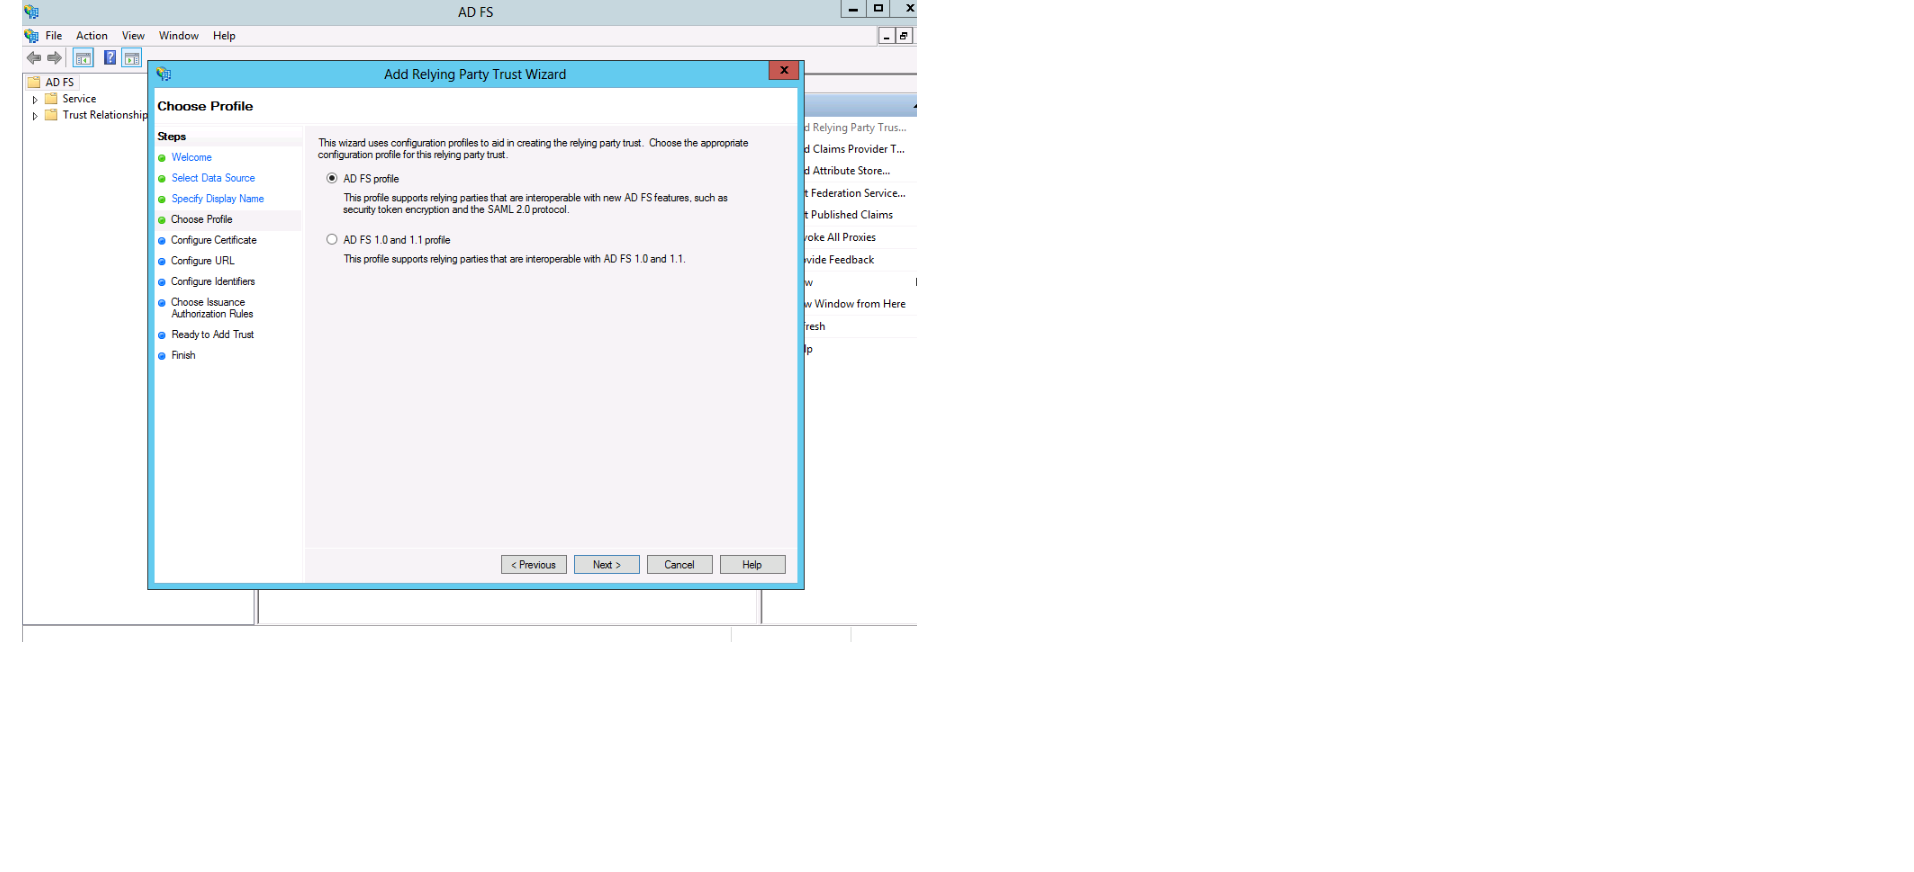 AD FS
File Action View Window Help
AD FS
Service
Trust Relationship
Add Relying Party Trust Wizard
Choose Profile
Steps
Welcome
Select Data Source
Specify Display Name
Choose Profile
Configure Certificate
Configure URL
Configure Identifiers
Choose Issuance
Authorization Rules
Ready to Add Trust
Finish
This wizard uses configuration profiles to aid in creating the relying party trust. Choose the appropriate
configuration profile for this relying party trust.
AD FS profile
This profile supports relying parties that are interoperable with new AD FS features, such as
security token encryption and the SAML 2.0 protocol.
AD FS 1.0 and 1.1 profile
This profile supports relying parties that are interoperable with AD FS 1.0 and 1.1.
< Previous
Next >
Cancel
Help
d Relying Party Trus...
d Claims Provider T...
d Attribute Store...
t Federation Service...
t Published Claims
voke All Proxies
vide Feedback
w
w Window from Here
fresh
lp